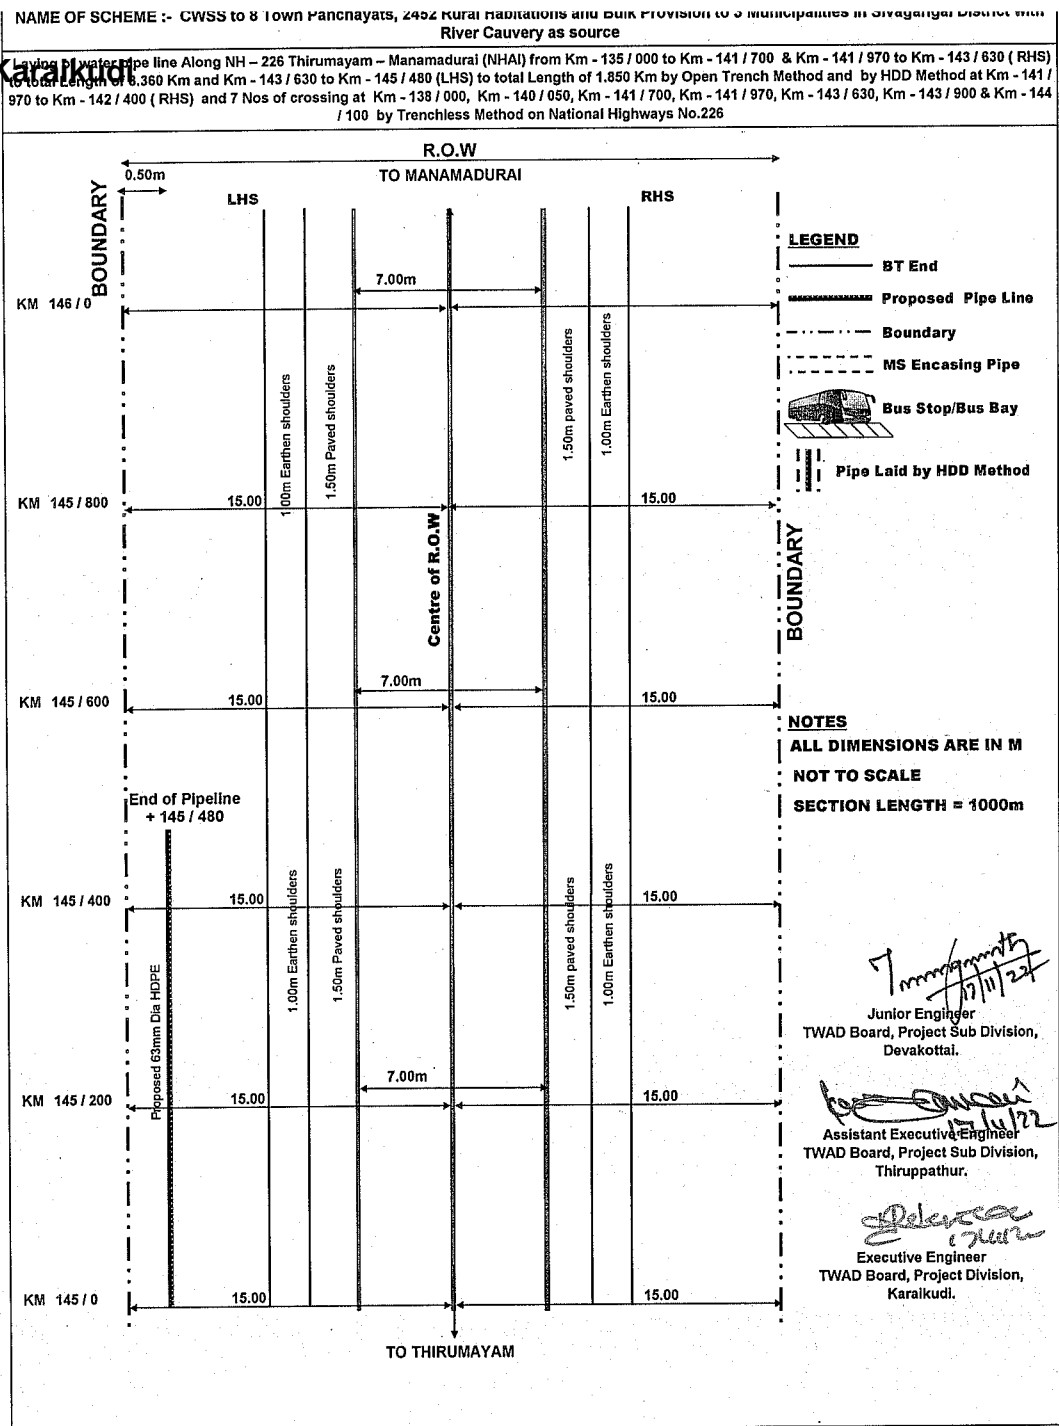 NAME OF SCHEME :- CWSS to 8 Town Panchayats, 2452 Rural Habitations and Bulk Provision to 3 Municipalities in Sivagangai District with
River Cauvery as source
Karaikudi
Laying of water pipe line Along NH – 226 Thirumayam – Manamadurai (NHAI) from Km - 135 / 000 to Km - 141 / 700 & Km - 141 / 970 to Km - 143 / 630 ( RHS)
to total Length of 8.360 Km and Km - 143 / 630 to Km - 145 / 480 (LHS) to total Length of 1.850 Km by Open Trench Method and by HDD Method at Km - 141 /
970 to Km - 142 / 400 ( RHS) and 7 Nos of crossing at Km - 138 / 000, Km - 140 / 050, Km - 141 / 700, Km - 141 / 970, Km - 143 / 630, Km - 143 / 900 & Km - 144
/ 100 by Trenchless Method on National Highways No.226
R.O.W
0.50m
TO MANAMADURAI
BOUNDARY
LHS
RHS
LEGEND
BT End
Proposed Pipe Line
Boundary
MS Encasing Pipe
Bus Stop/Bus Bay
Pipe Laid by HDD Method
7.00m
KM 146 / 0
1.00m Earthen shoulders
1.50m Paved shoulders
1.50m paved shoulders
1.00m Earthen shoulders
KM 145 / 800
15.00
15.00
Centre of R.O.W
BOUNDARY
7.00m
KM 145 / 600
15.00
15.00
NOTES
ALL DIMENSIONS ARE IN M
NOT TO SCALE
SECTION LENGTH = 1000m
End of Pipeline
+ 145 / 480
KM 145 / 400
15.00
15.00
1.00m Earthen shoulders
1.50m Paved shoulders
1.50m paved shoulders
1.00m Earthen shoulders
Proposed 63mm Dia HDPE
7.00m
KM 145 / 200
15.00
15.00
KM 145 / 0
15.00
15.00
TO THIRUMAYAM
17/11/22
Junior Engineer
TWAD Board, Project Sub Division,
Devakottai.
17/11/22
Assistant Executive Engineer
TWAD Board, Project Sub Division,
Thiruppathur.
Executive Engineer
TWAD Board, Project Division,
Karaikudi.